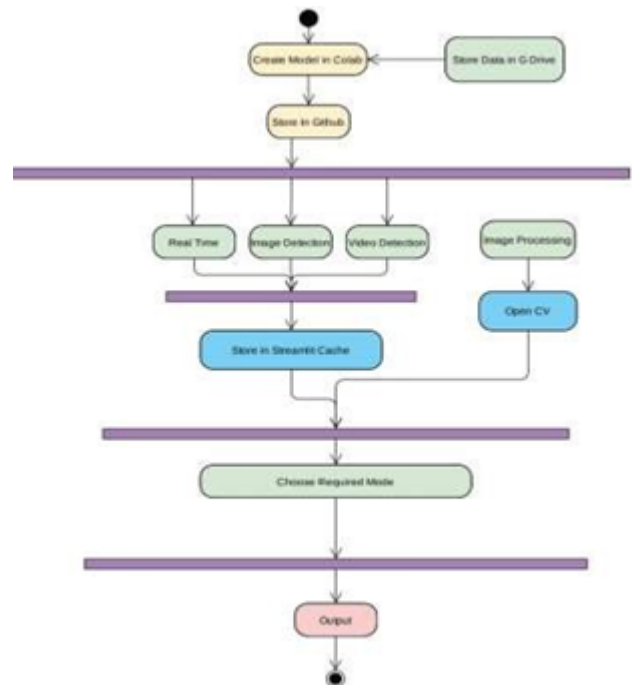 Create Model in Colab
Store Data in G Drive
Store in Github
Real Time
Image Detection
Video Detection
Image Processing
Open CV
Store in Streamlit Cache
Choose Required Mode
Output